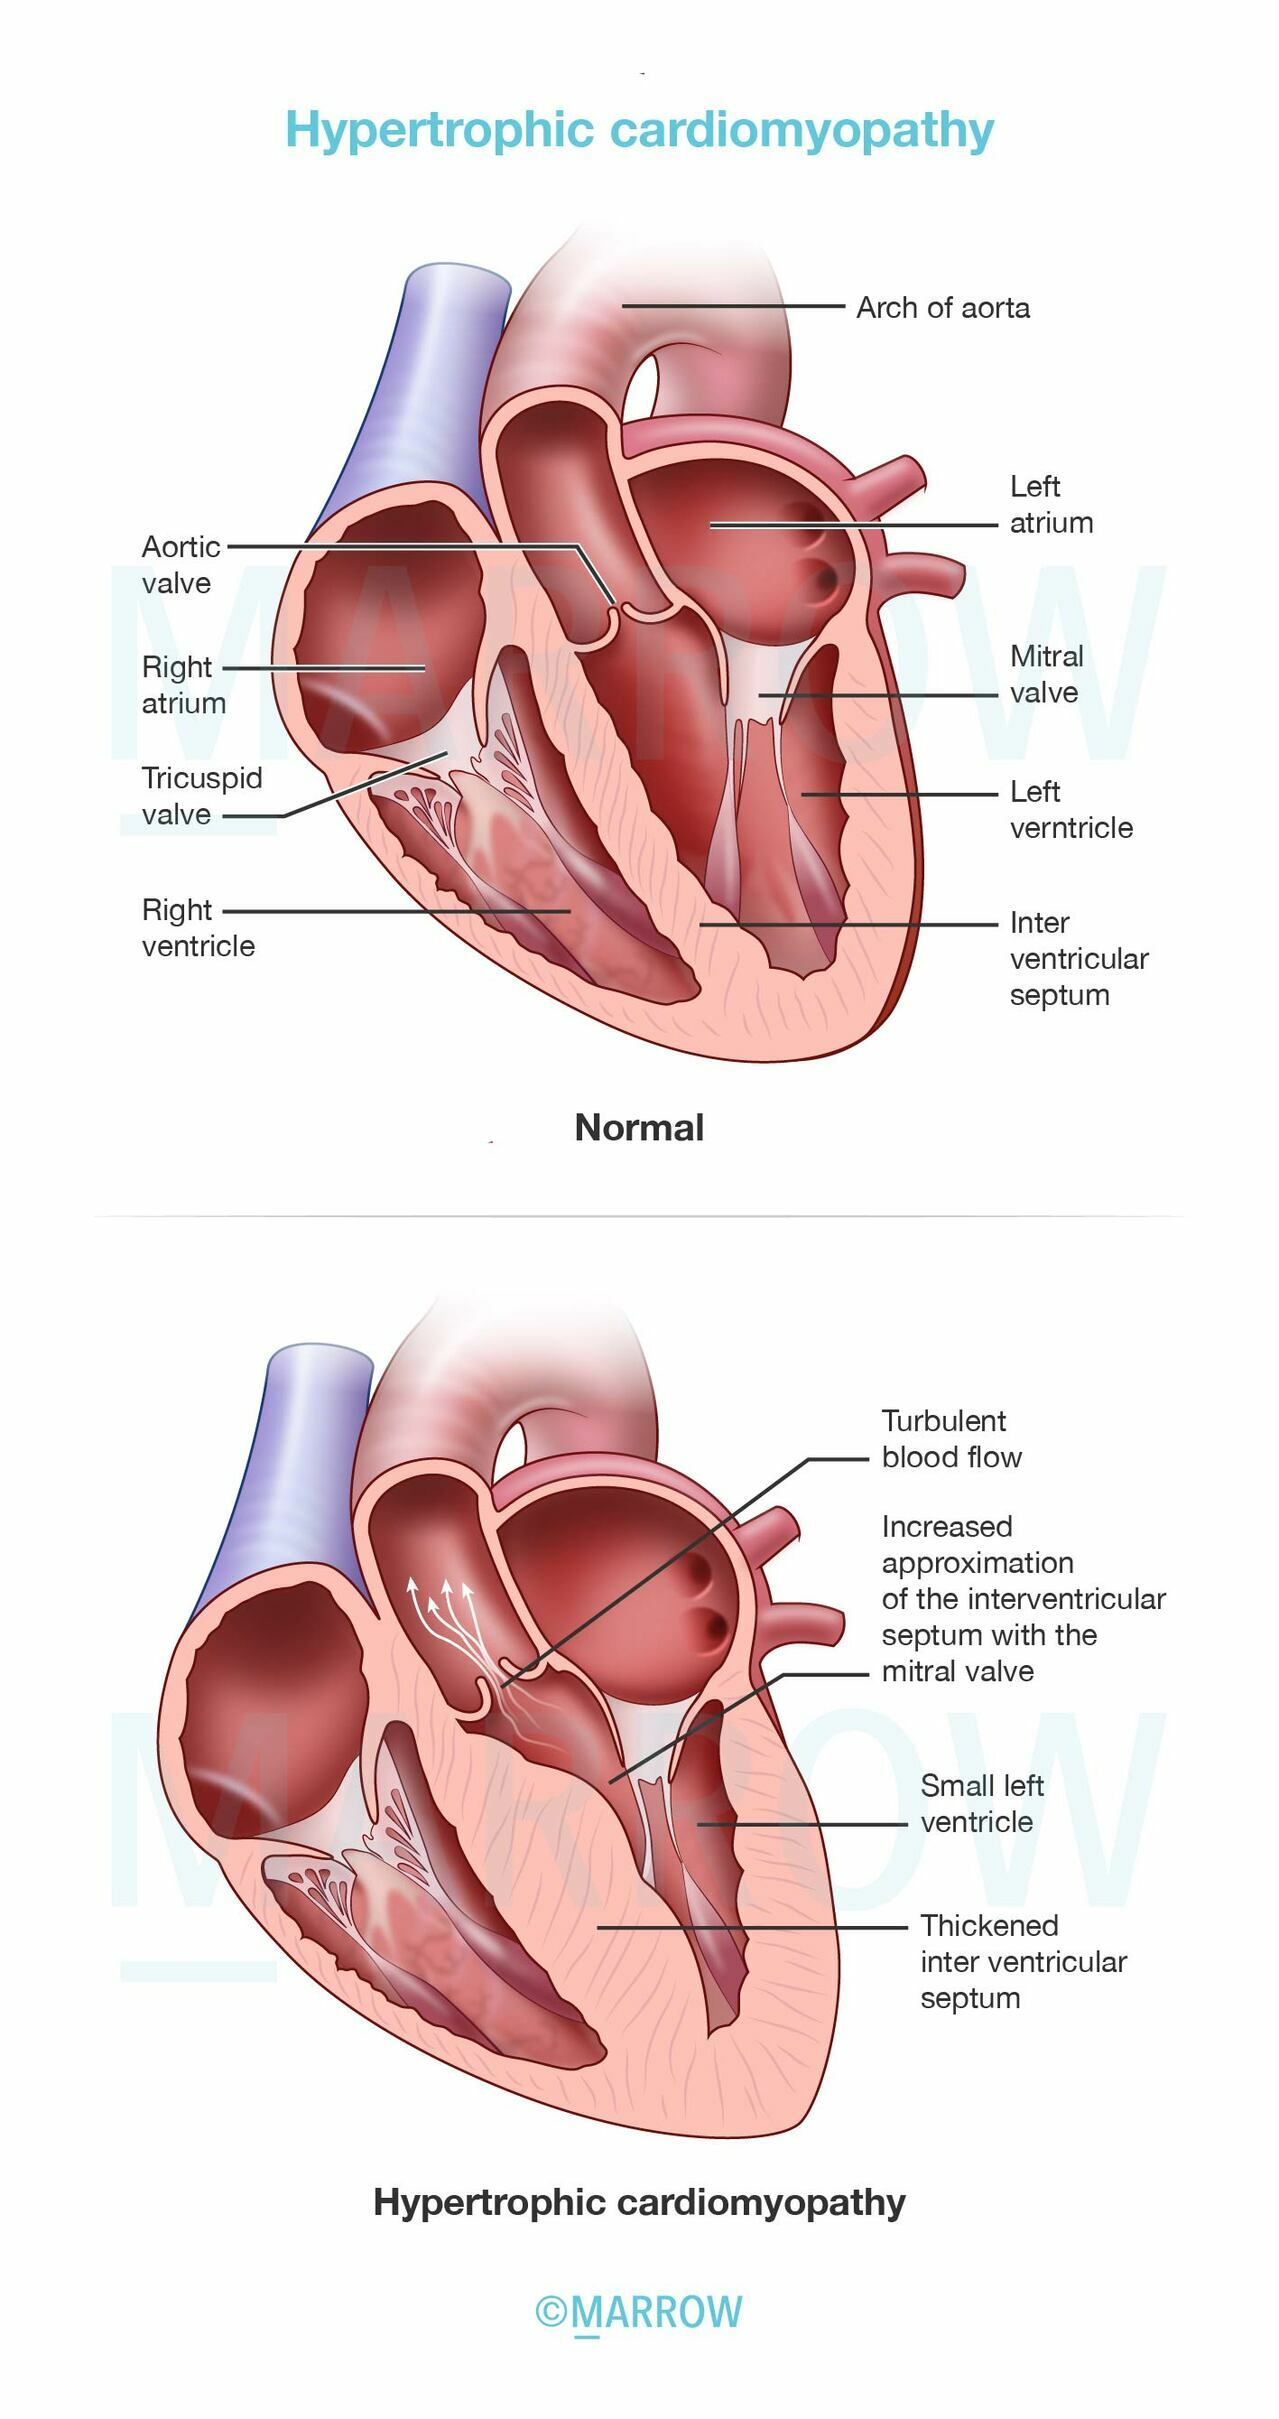 Hypertrophic cardiomyopathy
Arch of aorta
Left
atrium
Aortic
valve
Mitral
valve
Right
atrium
Tricuspid
valve
Left
verntricle
Right
ventricle
Inter
ventricular
septum
MARROW
Normal
Turbulent
blood flow
Increased
approximation
of the interventricular
septum with the
mitral valve
Small left
ventricle
Thickened
inter ventricular
septum
MARROW
Hypertrophic cardiomyopathy
©MARROW